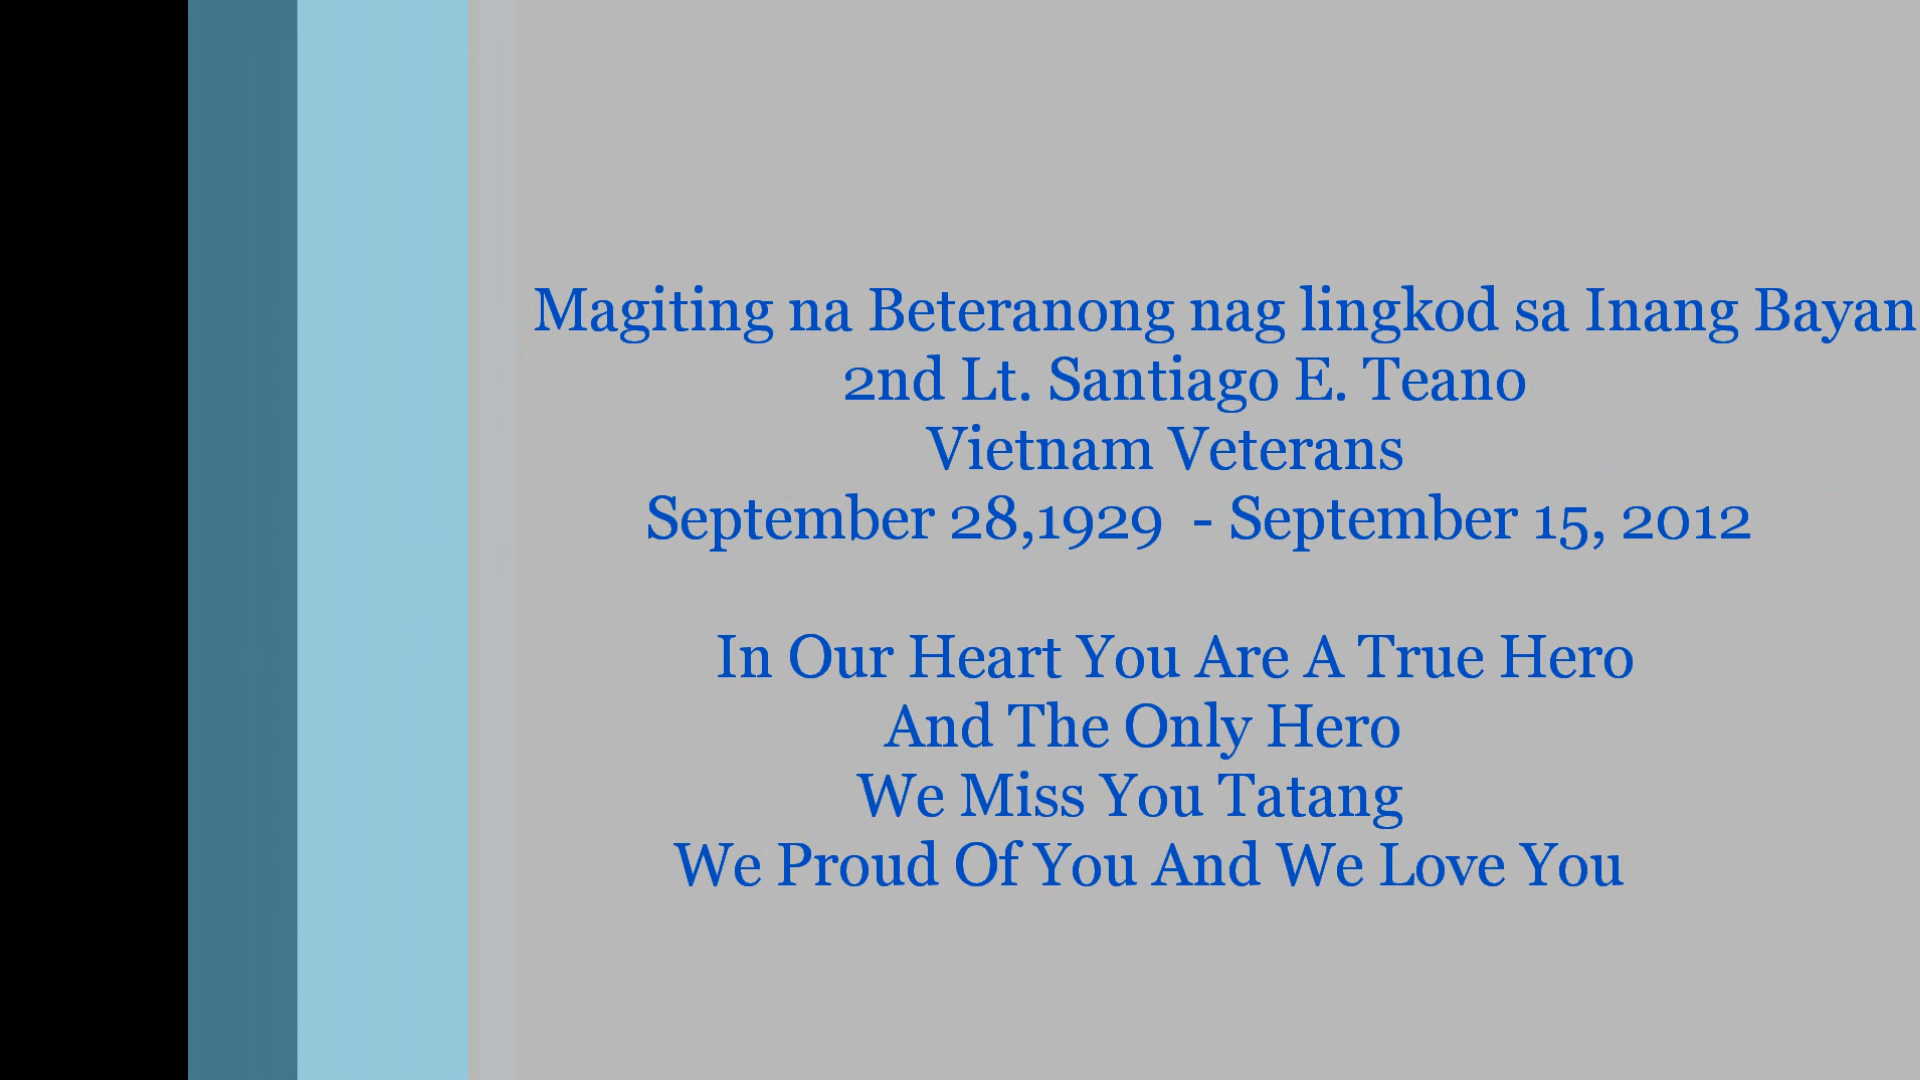 Magiting na Beteranong nag lingkod sa Inang Bayan
2nd Lt. Santiago E. Teano
Vietnam Veterans
September 28,1929 - September 15, 2012
In Our Heart You Are A True Hero
And The Only Hero
We Miss You Tatang
We Proud Of You And We Love You